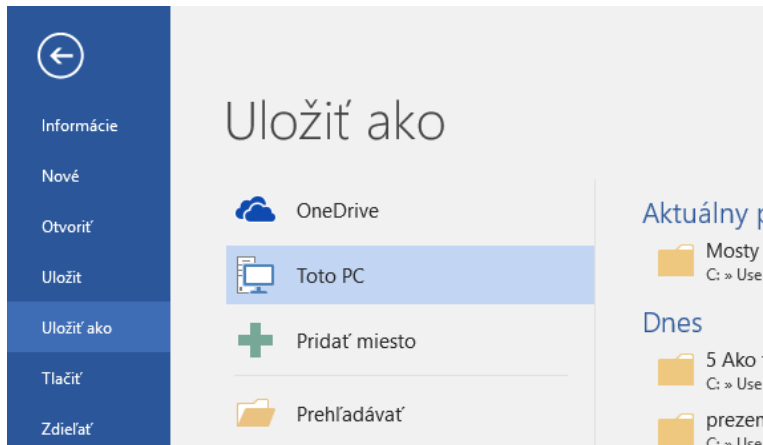 Informácie
Nové
Otvoriť
Uložiť
Uložiť ako
Tlačiť
Zdieľať
Uložiť ako
OneDrive
Toto PC
Pridať miesto
Prehľadávať
Aktuálny
Mosty
C: » Use
Dnes
5 Ako
C: » Use
prezen
C: » Use